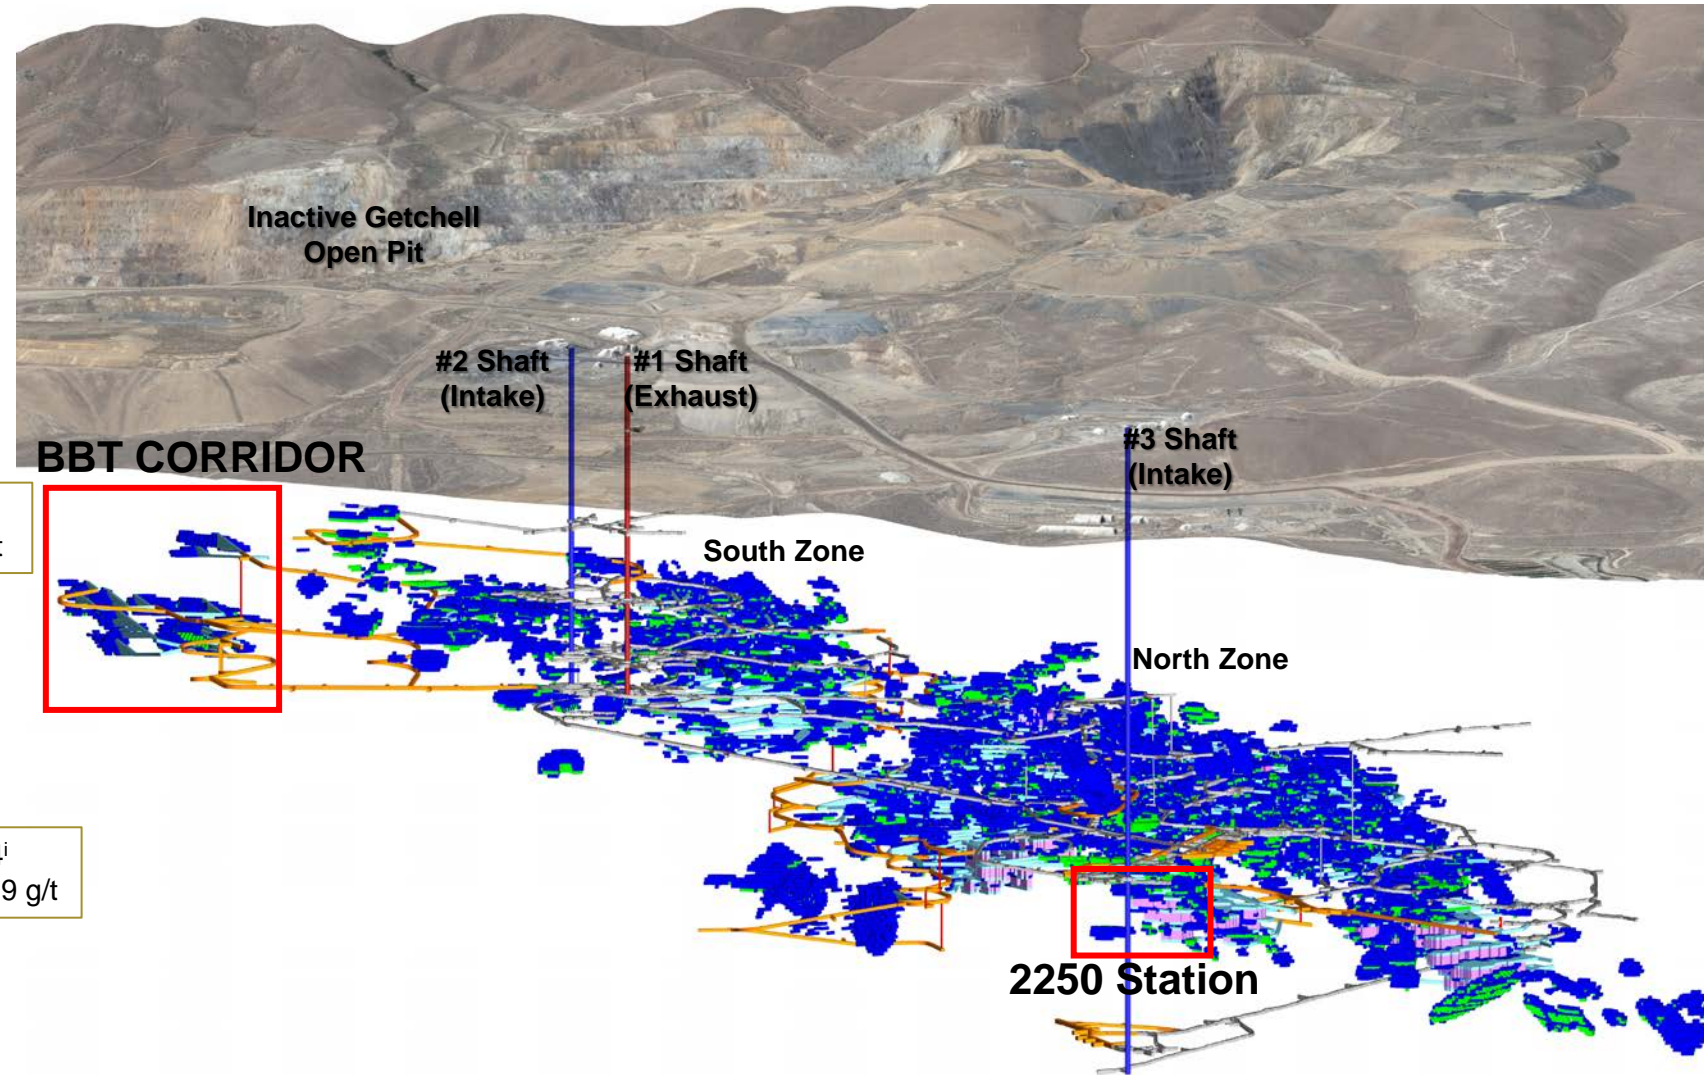 Inactive Getchell
Open Pit
#2 Shaft
(Intake)
#1 Shaft
(Exhaust)
#3 Shaft
(Intake)
BBT CORRIDOR
South Zone
North Zone
9 g/t
2250 Station